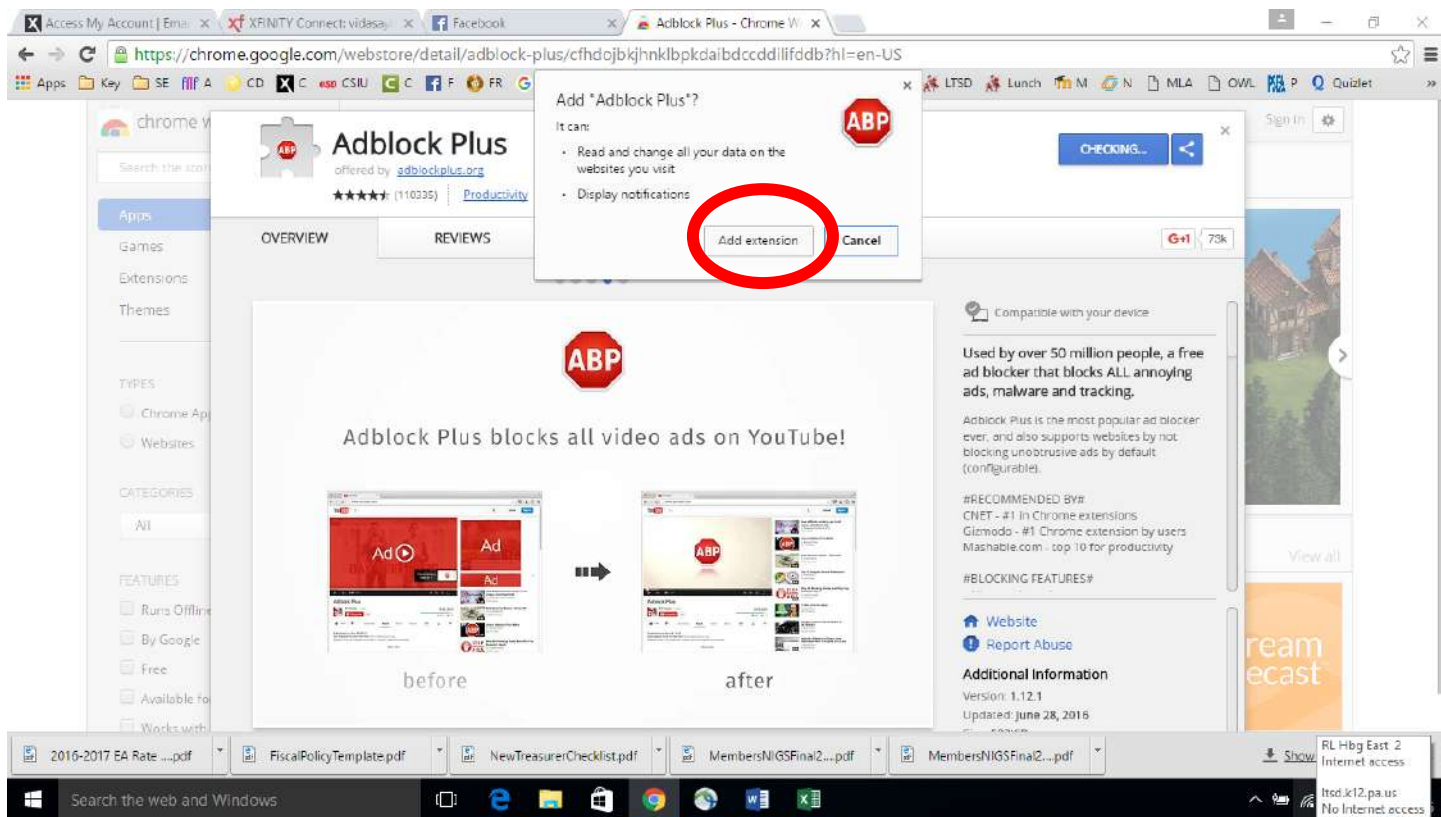 Access My Account | Emai
XFINITY Connect: vidasay
Facebook
Adblock Plus - Chrome W
https://chrome.google.com/webstore/detail/adblock-plus/cfhdojbkjhnklbpkdaibdccddilifddb?hl=en-US
Apps Key SE A CD C CSIU C F FR G LTSD Lunch M N MLA OWL P Quizlet »
Add "Adblock Plus"?
It can:
• Read and change all your data on the
websites you visit
• Display notifications
ABP
Add extension
Cancel
chrome w
Search the stor
Sign in
ABP
Adblock Plus
offered by adblockplus.org
(110335) Productivity
CHECKING...
OVERVIEW
REVIEWS
G+1 73k
Apps
Games
Extensions
Themes
TYPES
Chrome App
Websites
CATEGORIES
All
FEATURES
Runs Offline
By Google
Free
Available fo
Works with
ABP
Adblock Plus blocks all video ads on YouTube!
Ad
Ad
Ad
ABP
before
after
Compatible with your device
Used by over 50 million people, a free
ad blocker that blocks ALL annoying
ads, malware and tracking.
Adblock Plus is the most popular ad blocker
ever, and also supports websites by not
blocking unobtrusive ads by default
(configurable).
#RECOMMENDED BY#
CNET - #1 in Chrome extensions
Gizmodo - #1 Chrome extension by users
Mashable.com - top 10 for productivity
#BLOCKING FEATURES#
Website
Report Abuse
Additional Information
Version: 1.12.1
Updated: June 28, 2016
View all
ream
ecast
2016-2017 EA Rate ....pdf
FiscalPolicyTemplate.pdf
NewTreasurerChecklist.pdf
MembersNIGSFinal2....pdf
MembersNIGSFinal2....pdf
Show
RL Hbg East 2
Internet access
ltsd.k12.pa.us
No Internet access
Search the web and Windows